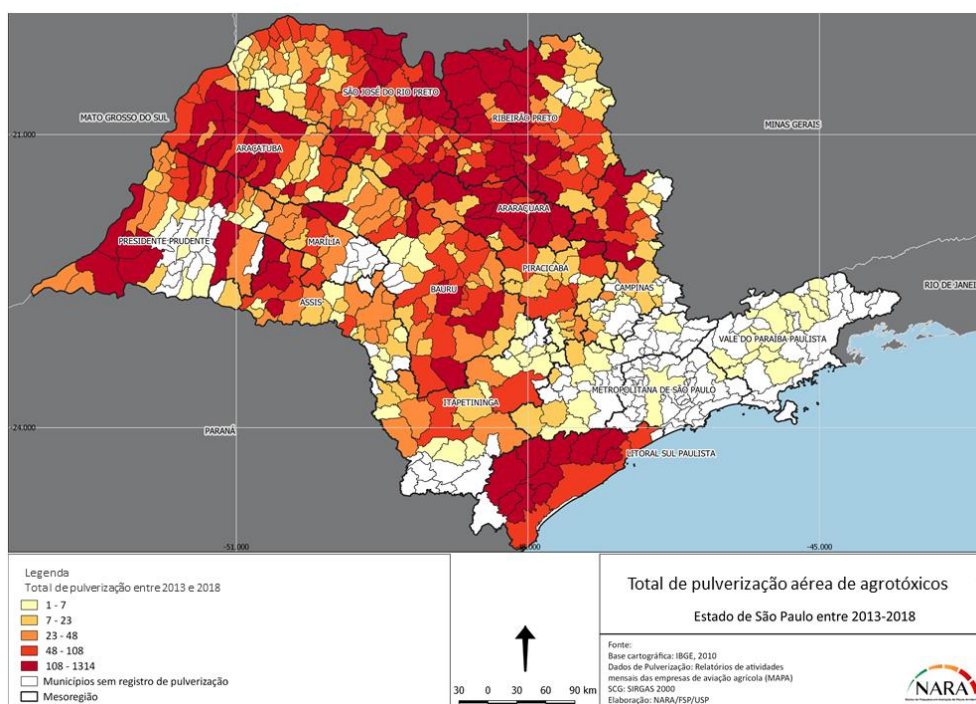 SÃO JOSÉ DO RIO PRETO
MATO GROSSO DO SUL
RIBEIRÃO PRETO
MINAS GERAIS
-21.000
ARAÇATUBA
ARARAQUARA
PRESIDENTE PRUDENTE
MARÍLIA
PIRACICABA
BAURU
CAMPINAS
RIO DE JANEI
ASSIS
VALE DO PARAÍBA PAULISTA
METROPOLITANA DE SÃO PAULO
ITAPETININGA
-24.000
PARANÁ
LITORAL SUL PAULISTA
-51.000
-48.000
-45.000
Legenda
Total de pulverização entre 2013 e 2018
1 - 7
7 - 23
23 - 48
48 - 108
108 - 1314
Municípios sem registro de pulverização
Mesoregião
30 0 30 60 90 km
Total de pulverização aérea de agrotóxicos
Estado de São Paulo entre 2013-2018
Fonte:
Base cartográfica: IBGE, 2010
Dados de Pulverização: Relatórios de atividades
mensais das empresas de aviação agrícola (MAPA)
SCG: SIRGAS 2000
Elaboração: NARA/FSP/USP
NARA